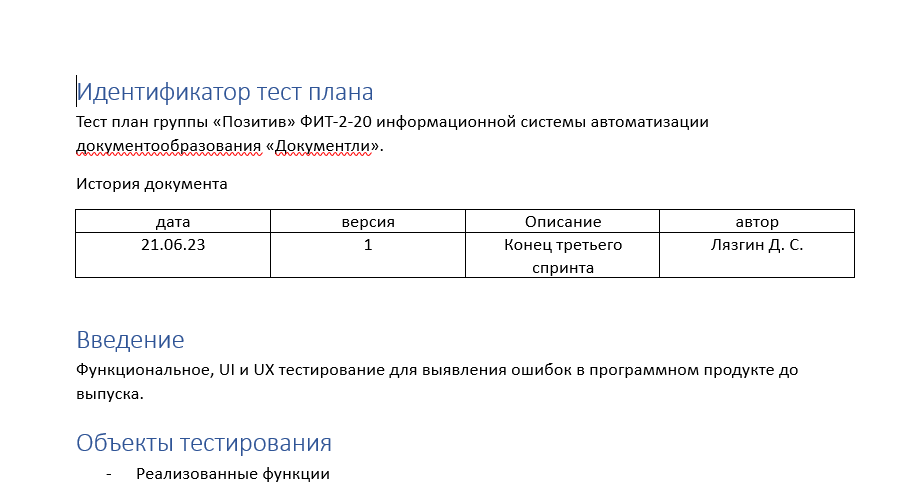 Идентификатор тест плана
Тест план группы «Позитив» ФИТ-2-20 информационной системы автоматизации
документообразования «Документли».
История документа
дата версия Описание автор
21.06.23 1 Конец третьего Лязгин Д. С.
спринта
Введение
Функциональное, UI и UX тестирование для выявления ошибок в программном продукте до
выпуска.
Объекты тестирования
- Реализованные функции